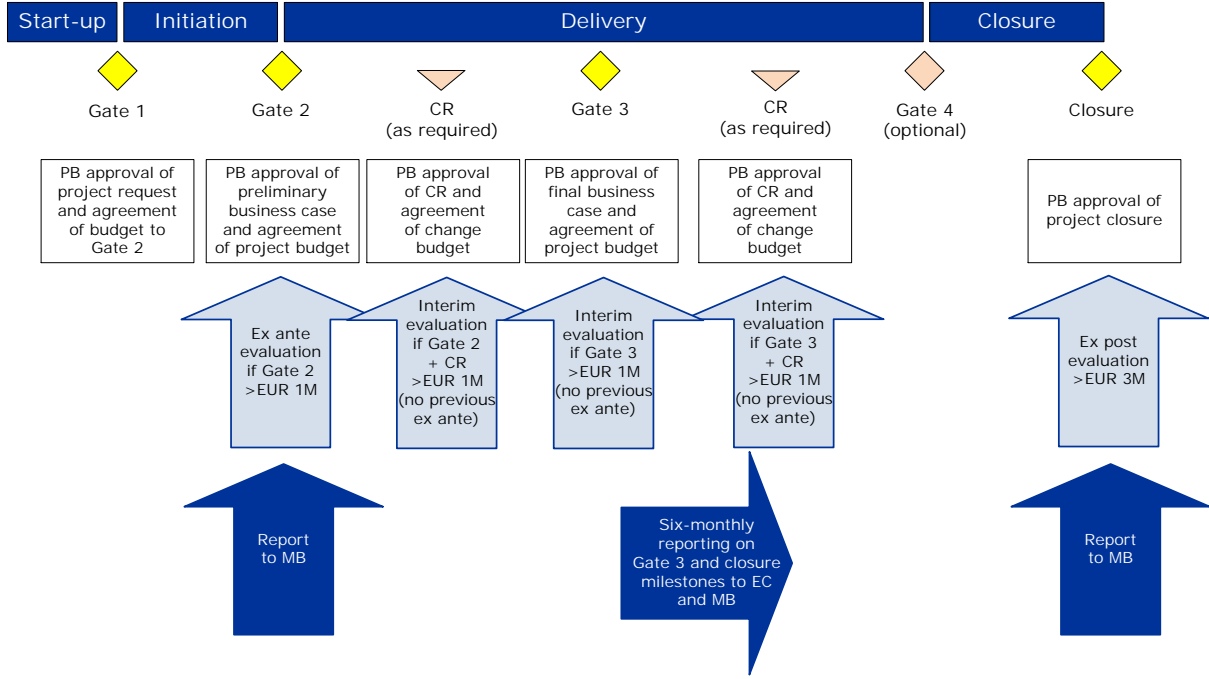 Start-up
Initiation
Delivery
Closure
Gate 1
Gate 2
CR
(as required)
Gate 3
CR
(as required)
Gate 4
(optional)
Closure
PB approval of
project request
and agreement
of budget to
Gate 2
PB approval of
preliminary
business case
and agreement
of project budget
PB approval
of CR and
agreement
of change
budget
PB approval of
final business
case and
agreement of
project budget
PB approval
of CR and
agreement
of change
budget
PB approval of
project closure
Ex ante
evaluation
if Gate 2
>EUR 1M
Interim
evaluation
if Gate 2
+ CR
>EUR 1M
(no previous
ex ante)
Interim
evaluation
if Gate 3
>EUR 1M
(no previous
ex ante)
Interim
evaluation
if Gate 3
+ CR
>EUR 1M
(no previous
ex ante)
Ex post
evaluation
>EUR 3M
Report
to MB
Six-monthly
reporting on
Gate 3 and closure
milestones to EC
and MB
Report
to MB